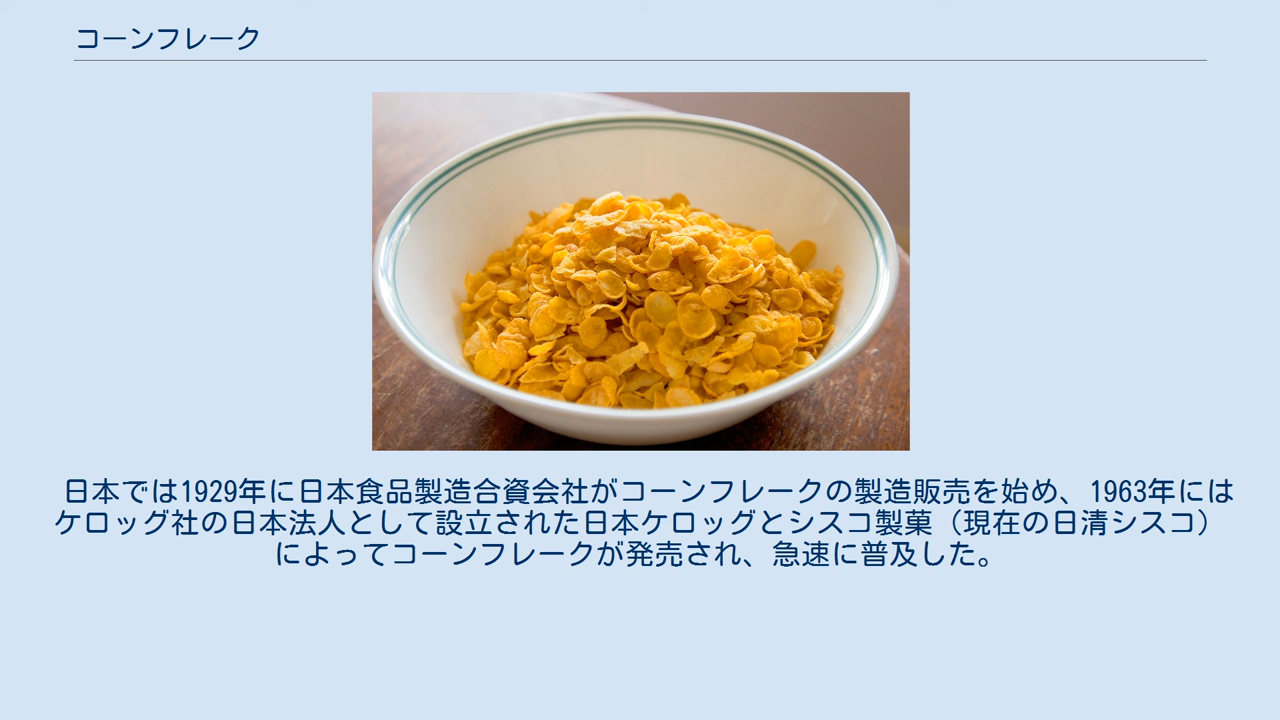 コーンフレーク
日本では1929年に日本食品製造合資会社がコーンフレークの製造販売を始め、1963年には
ケロッグ社の日本法人として設立された日本ケロッグとシスコ製菓（現在の日清シスコ）
によってコーンフレークが発売され、急速に普及した。